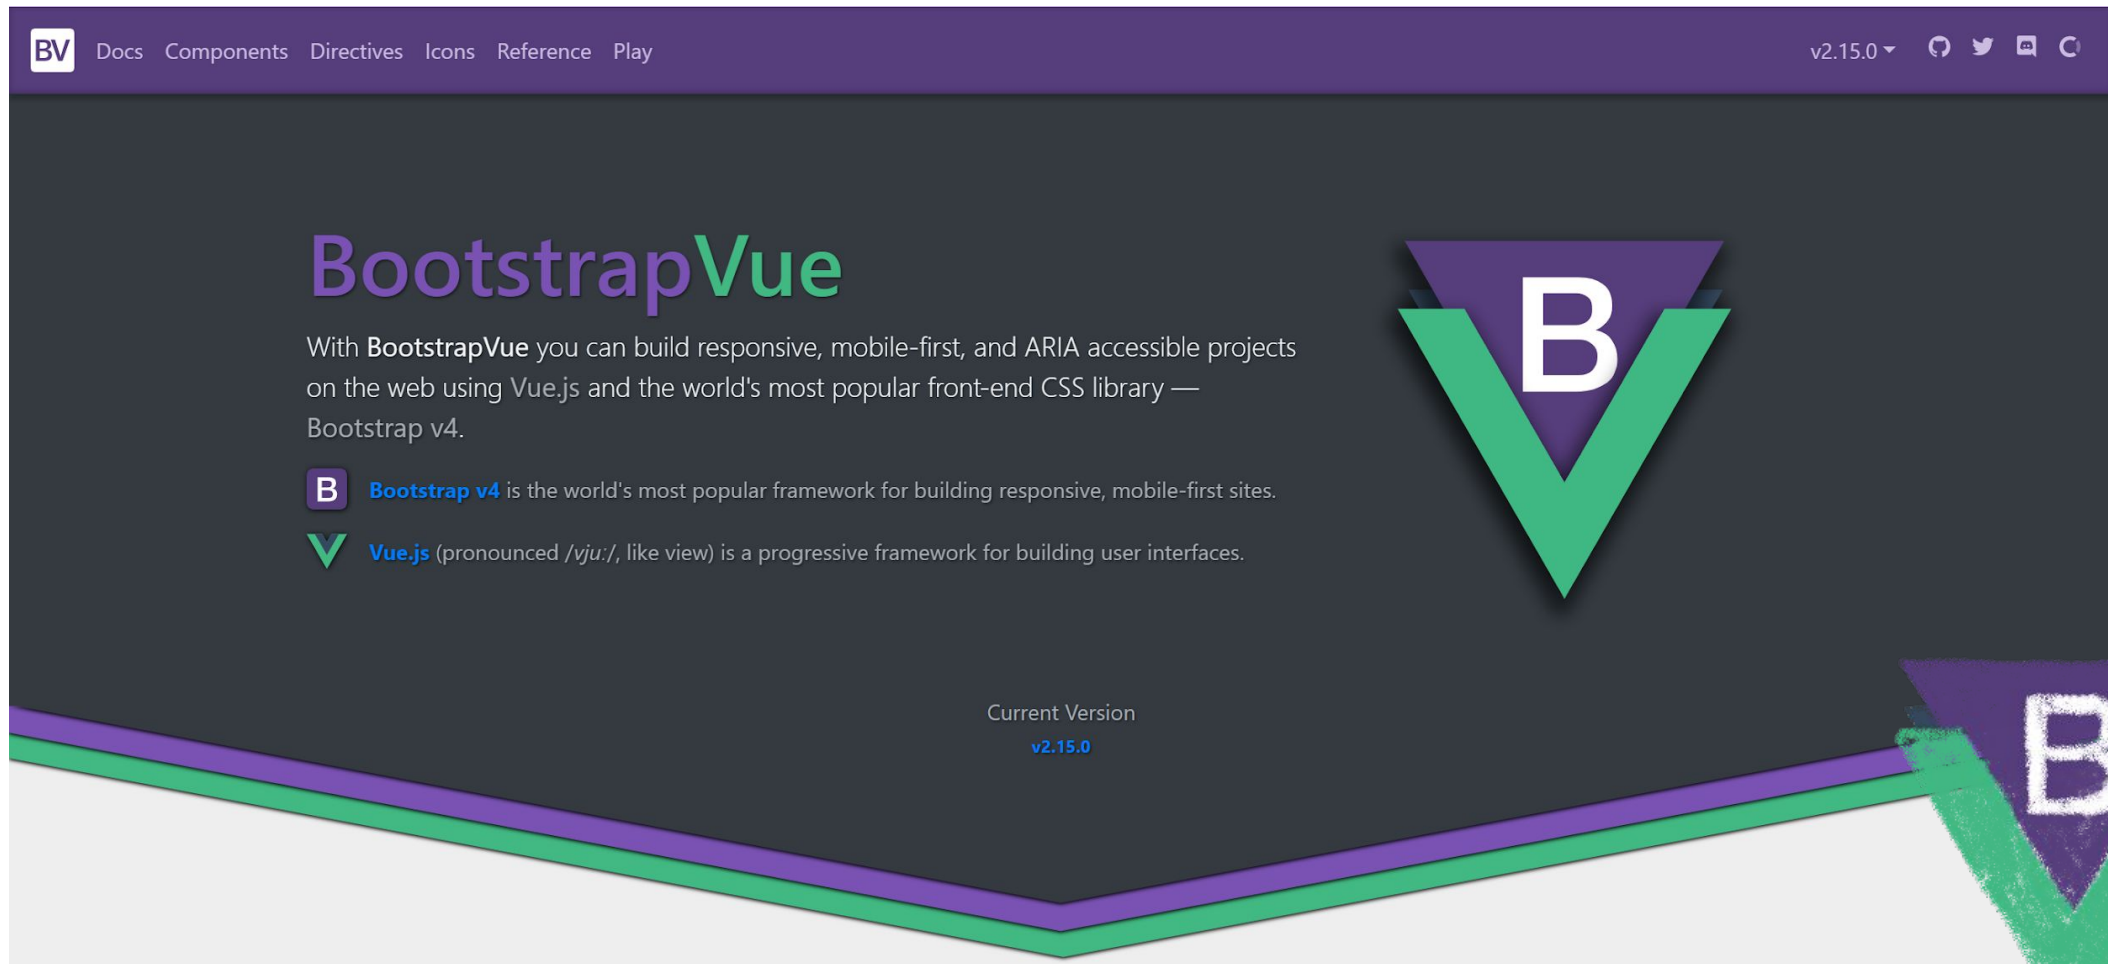 BV Docs Components Directives Icons Reference Play v2.15.0
BootstrapVue
B
With BootstrapVue you can build responsive, mobile-first, and ARIA accessible projects
on the web using Vue.js and the world's most popular front-end CSS library —
Bootstrap v4.
B Bootstrap v4 is the world's most popular framework for building responsive, mobile-first sites.
Vue.js (pronounced /vjuː/, like view) is a progressive framework for building user interfaces.
Current Version
v2.15.0
B